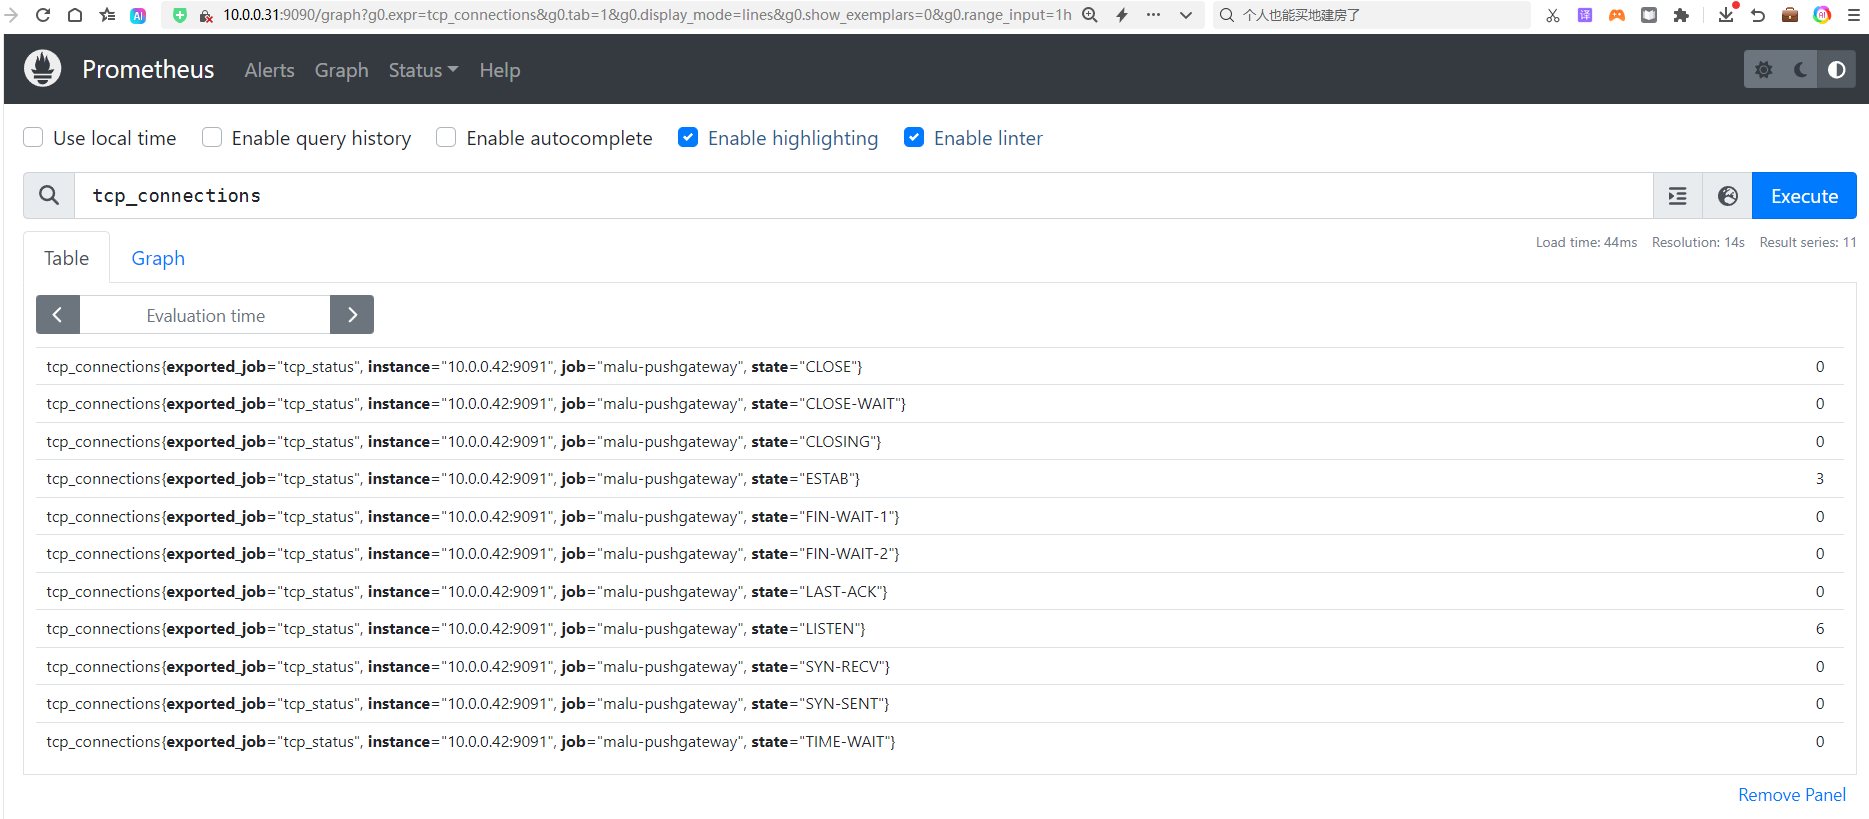 10.0.0.31:9090/graph?g0.expr=tcp_connections&g0.tab=1&g0.display_mode=lines&g0.show_exemplars=0&g0.range_input=1h
个人也能买地建房了
Prometheus Alerts Graph Status Help
Use local time Enable query history Enable autocomplete Enable highlighting Enable linter
tcp_connections Execute
Table Graph Load time: 44ms Resolution: 14s Result series: 11
Evaluation time
tcp_connections{exported_job="tcp_status", instance="10.0.0.42:9091", job="malu-pushgateway", state="CLOSE"} 0
tcp_connections{exported_job="tcp_status", instance="10.0.0.42:9091", job="malu-pushgateway", state="CLOSE-WAIT"} 0
tcp_connections{exported_job="tcp_status", instance="10.0.0.42:9091", job="malu-pushgateway", state="CLOSING"} 0
tcp_connections{exported_job="tcp_status", instance="10.0.0.42:9091", job="malu-pushgateway", state="ESTAB"} 3
tcp_connections{exported_job="tcp_status", instance="10.0.0.42:9091", job="malu-pushgateway", state="FIN-WAIT-1"} 0
tcp_connections{exported_job="tcp_status", instance="10.0.0.42:9091", job="malu-pushgateway", state="FIN-WAIT-2"} 0
tcp_connections{exported_job="tcp_status", instance="10.0.0.42:9091", job="malu-pushgateway", state="LAST-ACK"} 0
tcp_connections{exported_job="tcp_status", instance="10.0.0.42:9091", job="malu-pushgateway", state="LISTEN"} 6
tcp_connections{exported_job="tcp_status", instance="10.0.0.42:9091", job="malu-pushgateway", state="SYN-RECV"} 0
tcp_connections{exported_job="tcp_status", instance="10.0.0.42:9091", job="malu-pushgateway", state="SYN-SENT"} 0
tcp_connections{exported_job="tcp_status", instance="10.0.0.42:9091", job="malu-pushgateway", state="TIME-WAIT"} 0
Remove Panel